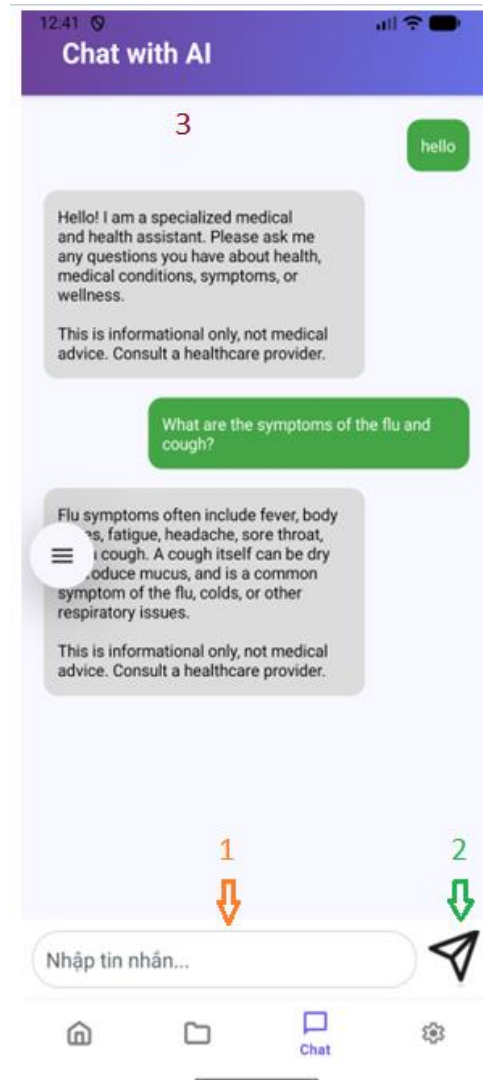 12:41
Chat with AI
3
hello
Hello! I am a specialized medical
and health assistant. Please ask me
any questions you have about health,
medical conditions, symptoms, or
wellness.
This is informational only, not medical
advice. Consult a healthcare provider.
What are the symptoms of the flu and
cough?
Flu symptoms often include fever, body
fatigue, headache, sore throat,
cough. A cough itself can be dry
mucus, and is a common
symptom of the flu, colds, or other
respiratory issues.
This is informational only, not medical
advice. Consult a healthcare provider.
1
2
Nhập tin nhắn...
Chat